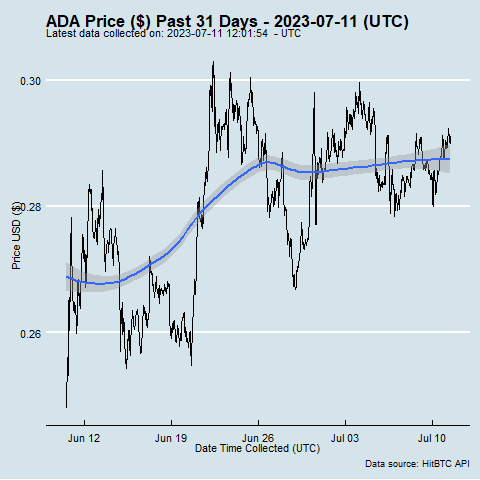 ADA Price ($) Past 31 Days - 2023-07-11 (UTC)
Latest data collected on: 2023-07-11 12:01:54  - UTC
0.30
0.28
0.26
Price USD ($)
Jun 12 Jun 19 Jun 26 Jul 03 Jul 10
Date Time Collected (UTC)
Data source: HitBTC API